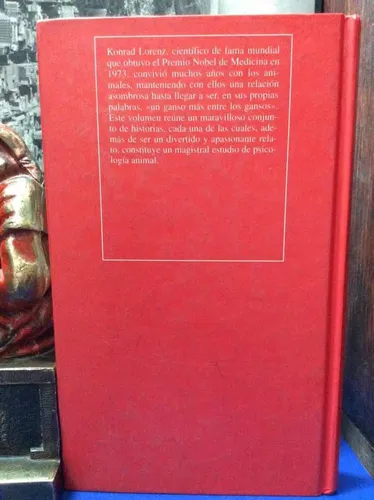 Konrad Lorenz, científico de fama mundial
que obtuvo el Premio Nobel de Medicina en
1973, convivió muchos años con los ani-
males, manteniendo con ellos una relación
asombrosa hasta llegar a ser, en sus propias
palabras, «un ganso más entre los gansos».
Este volumen reúne un maravilloso conjun-
to de historias, cada una de las cuales, ade-
más de ser un divertido y apasionante rela-
to, constituye un magistral estudio de psico-
logía animal.